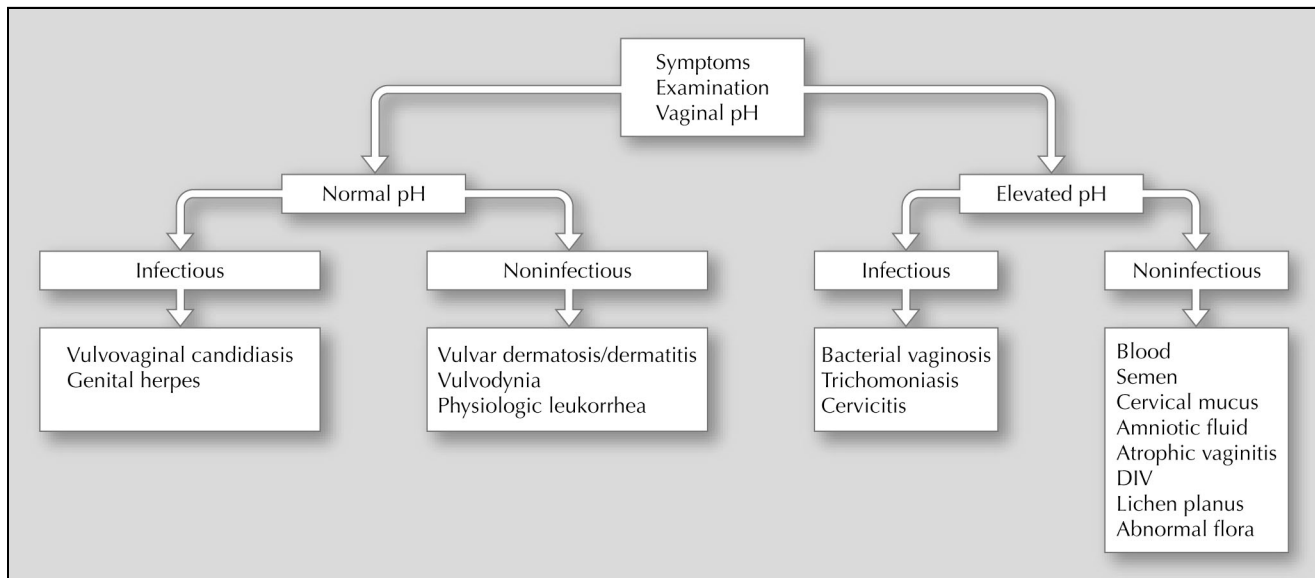 Symptoms
Examination
Vaginal pH
Normal pH
Elevated pH
Infectious
Noninfectious
Infectious
Noninfectious
Vulvovaginal candidiasis
Genital herpes
Vulvar dermatosis/dermatitis
Vulvodynia
Physiologic leukorrhea
Bacterial vaginosis
Trichomoniasis
Cervicitis
Blood
Semen
Cervical mucus
Amniotic fluid
Atrophic vaginitis
DIV
Lichen planus
Abnormal flora